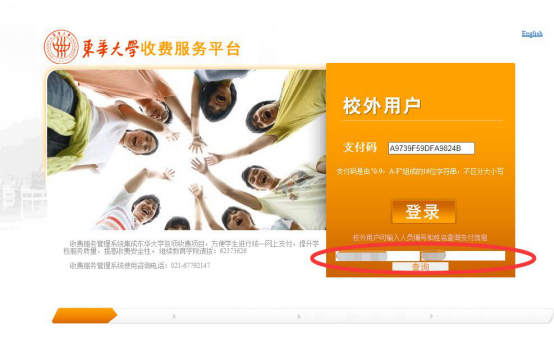 English
東華大学收费服务平台
校外用户
支付码 A9739F59DFA9824B
支付码是由"0-9，A-F"组成的16位字符串，不区分大小写
登录
校外用户可输入人员编号和姓名查询支付信息
查询
收费服务管理系统集成东华大学各项收费项目，方便学生进行统一网上支付，提升学
校服务质量，提高收费安全性。继续教育学院请拨：62373626
收费服务管理系统使用咨询电话：021-67792147